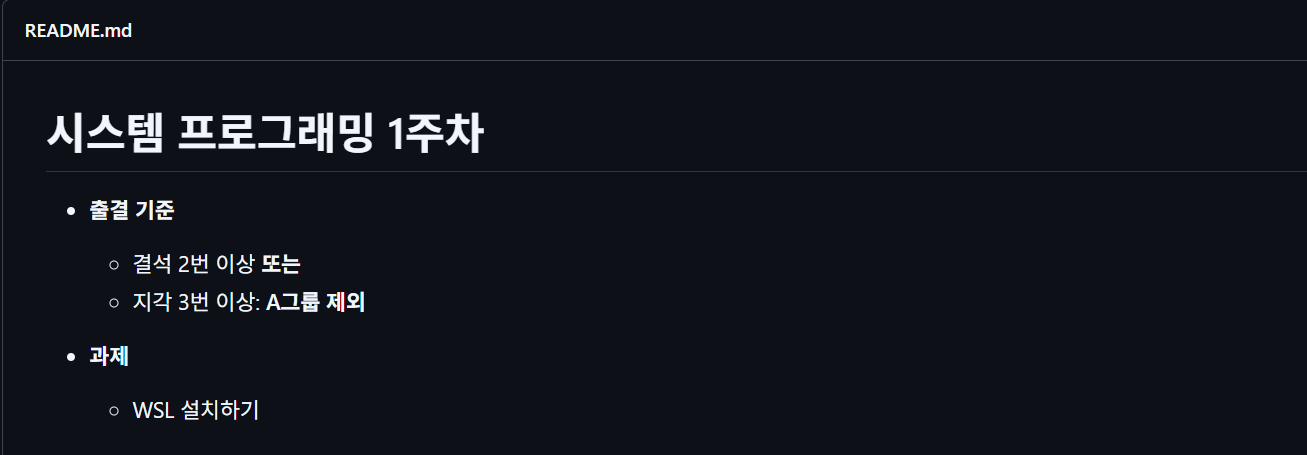 README.md
시스템 프로그래밍 1주차
출결 기준
결석 2번 이상 또는
지각 3번 이상: A그룹 제외
과제
WSL 설치하기